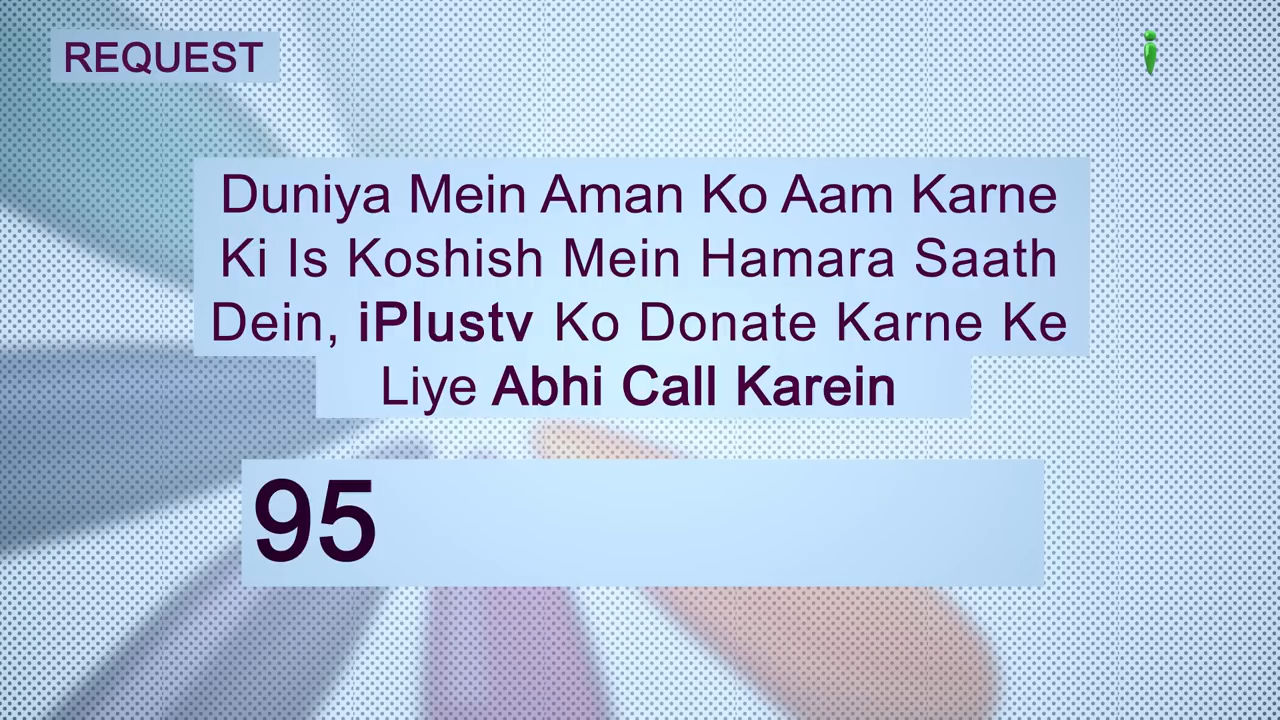 REQUEST
Duniya Mein Aman Ko Aam Karne
Ki Is Koshish Mein Hamara Saath
Dein, iPlustv Ko Donate Karne Ke
Liye Abhi Call Karein
95